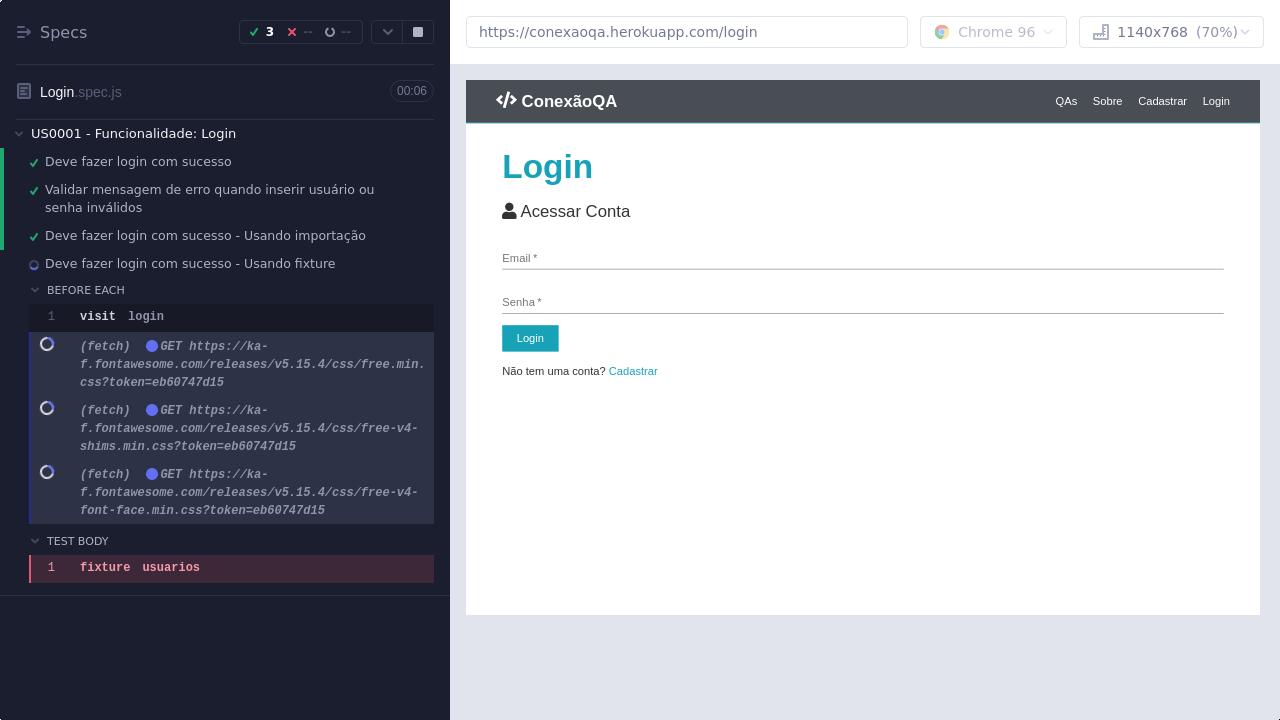 Specs
3 -- --
Login.spec.js 00:06
US0001 - Funcionalidade: Login
Deve fazer login com sucesso
Validar mensagem de erro quando inserir usuário ou
senha inválidos
Deve fazer login com sucesso - Usando importação
Deve fazer login com sucesso - Usando fixture
BEFORE EACH
1 visit login
(fetch) GET https://ka-
f.fontawesome.com/releases/v5.15.4/css/free.min.
css?token=eb60747d15
(fetch) GET https://ka-
f.fontawesome.com/releases/v5.15.4/css/free-v4-
shims.min.css?token=eb60747d15
(fetch) GET https://ka-
f.fontawesome.com/releases/v5.15.4/css/free-v4-
font-face.min.css?token=eb60747d15
TEST BODY
1 fixture usuarios
https://conexaoqa.herokuapp.com/login
Chrome 96
1140x768 (70%)
ConexãoQA
QAs Sobre Cadastrar Login
Login
Acessar Conta
Email *
Senha *
Login
Não tem uma conta? Cadastrar